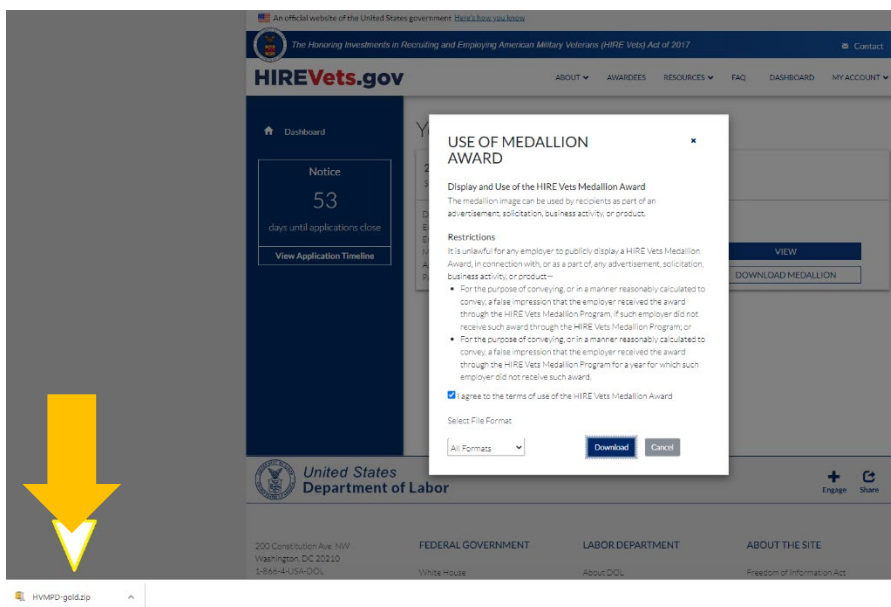 An official website of the United States government Here's how you know
The Honoring Investments in Recruiting and Employing American Military Veterans (HIRE Vets) Act of 2017
Contact
HIREVets.gov
ABOUT AWARDEES RESOURCES FAQ DASHBOARD MY ACCOUNT
Dashboard
Notice
53
days until applications close
View Application Timeline
USE OF MEDALLION
AWARD
Display and Use of the HIRE Vets Medallion Award
The medallion image can be used by recipients as part of an
advertisement, solicitation, business activity, or product.
Restrictions
It is unlawful for any employer to publicly display a HIRE Vets Medallion
Award, in connection with, or as a part of, any advertisement, solicitation,
business activity, or product—
• For the purpose of conveying, or in a manner reasonably calculated to
convey, a false impression that the employer received the award
through the HIRE Vets Medallion Program, if such employer did not
receive such award through the HIRE Vets Medallion Program; or
• For the purpose of conveying, or in a manner reasonably calculated to
convey, a false impression that the employer received the award
through the HIRE Vets Medallion Program for a year for which such
employer did not receive such award.
I agree to the terms of use of the HIRE Vets Medallion Award
Select File Format
All Formats
Download
Cancel
VIEW
DOWNLOAD MEDALLION
United States
Department of Labor
Engage Share
200 Constitution Ave. NW
Washington, DC 20210
1-866-4-USA-DOL
FEDERAL GOVERNMENT
White House
LABOR DEPARTMENT
About DOL
ABOUT THE SITE
Freedom of Information Act
HVMPD-gold.zip